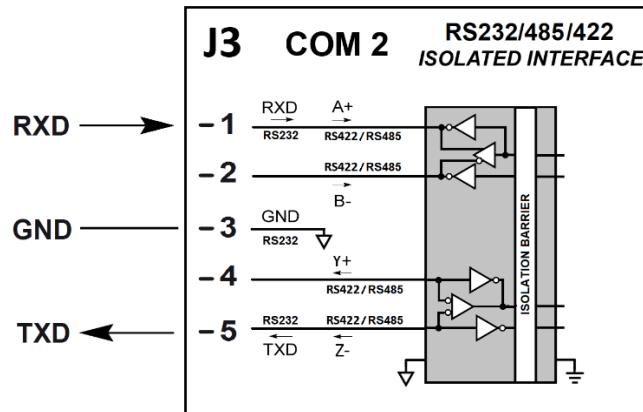 J3 COM 2 RS232/485/422
ISOLATED INTERFACE
RXD -1 RXD A+
RS232 RS422/RS485
-2 RS422/RS485
B-
GND -3 GND
RS232
-4 Y+
RS422/RS485
TXD -5 RS232 RS422/RS485
TXD Z-
ISOLATION BARRIER